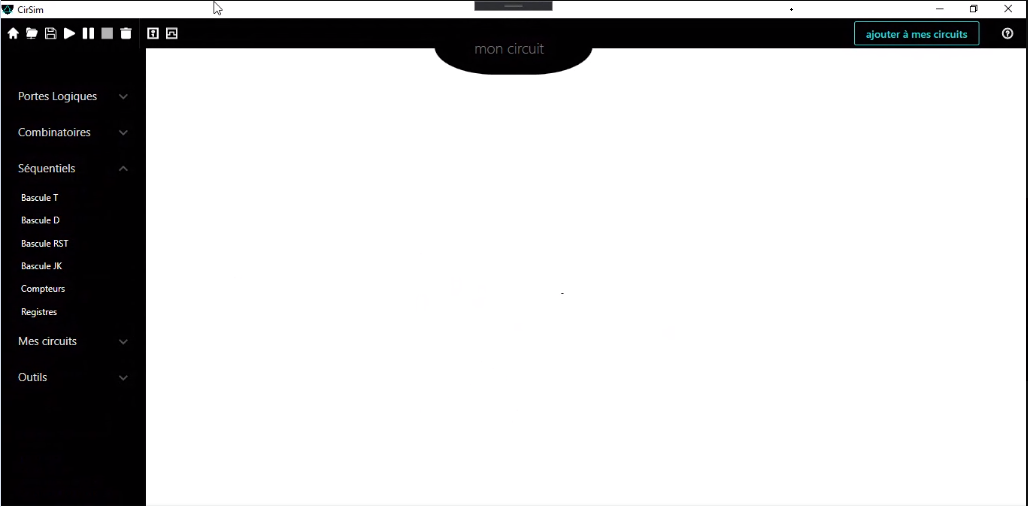 CirSim
ajouter à mes circuits
mon circuit
Portes Logiques
Combinatoires
Séquentiels
Bascule T
Bascule D
Bascule RST
Bascule JK
Compteurs
Registres
Mes circuits
Outils